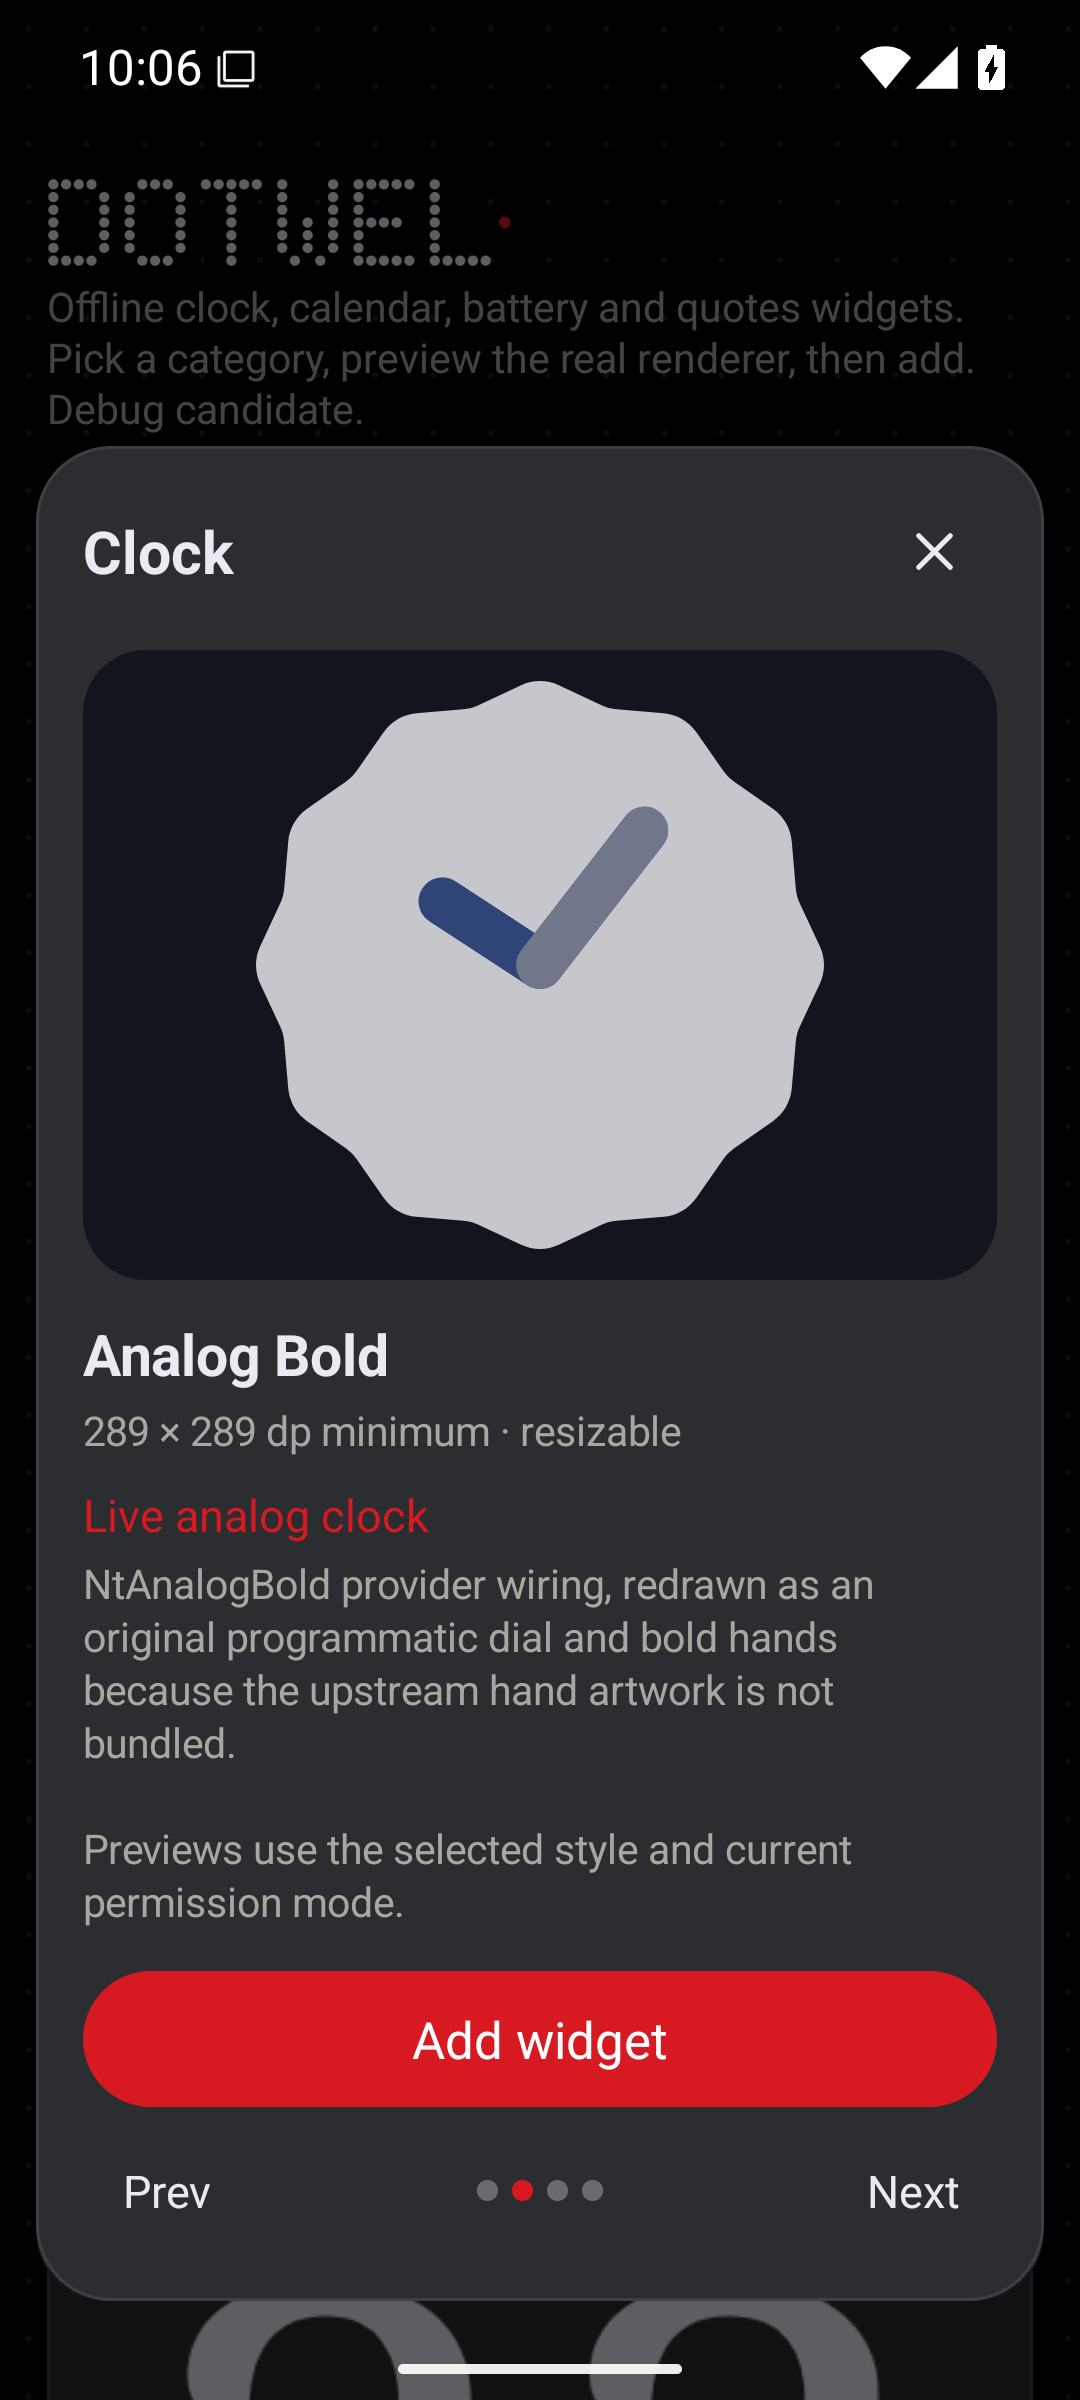 10:06
DOTWEL.
Offline clock, calendar, battery and quotes widgets.
Pick a category, preview the real renderer, then add.
Debug candidate.
Clock
Analog Bold
289 × 289 dp minimum · resizable
Live analog clock
NtAnalogBold provider wiring, redrawn as an
original programmatic dial and bold hands
because the upstream hand artwork is not
bundled.
Previews use the selected style and current
permission mode.
Add widget
Prev
Next